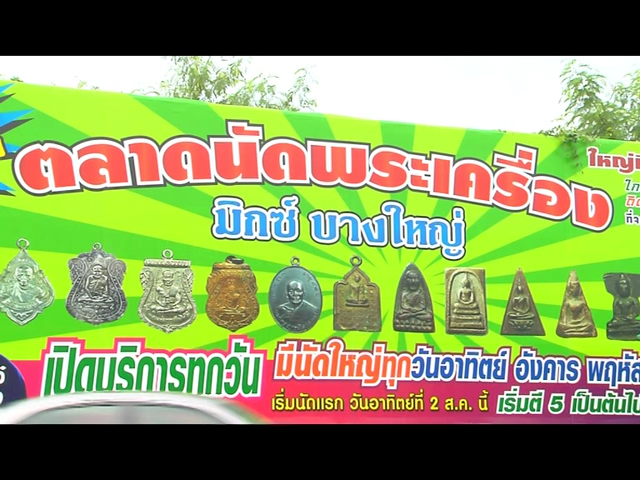 ตลาดนัดพระเครื่อง
มิกซ์ บางใหญ่
เปิดบริการทุกวัน
มีนัดใหญ่ทุกวันอาทิตย์ อังคาร พฤหัส
เริ่มนัดแรก วันอาทิตย์ที่ 2 ส.ค. นี้ เริ่มตี 5 เป็นต้นไป